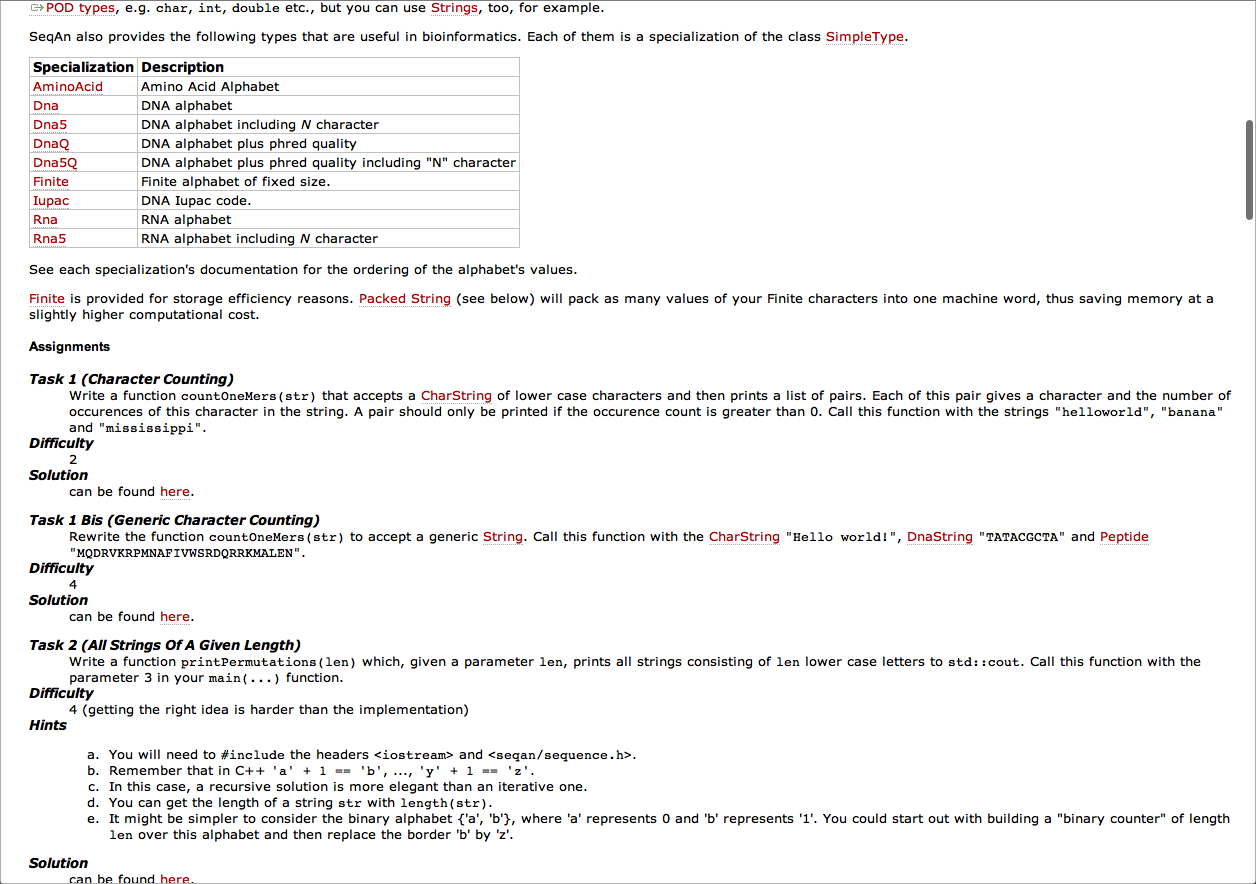 POD types, e.g. char, int, double etc., but you can use Strings, too, for example.
SeqAn also provides the following types that are useful in bioinformatics. Each of them is a specialization of the class SimpleType.
Specialization Description
AminoAcid Amino Acid Alphabet
Dna DNA alphabet
Dna5 DNA alphabet including N character
DnaQ DNA alphabet plus phred quality
Dna5Q DNA alphabet plus phred quality including "N" character
Finite Finite alphabet of fixed size.
Iupac DNA Iupac code.
Rna RNA alphabet
Rna5 RNA alphabet including N character
See each specialization's documentation for the ordering of the alphabet's values.
Finite is provided for storage efficiency reasons. Packed String (see below) will pack as many values of your Finite characters into one machine word, thus saving memory at a
slightly higher computational cost.
Assignments
Task 1 (Character Counting)
Write a function countOneMers(str) that accepts a CharString of lower case characters and then prints a list of pairs. Each of this pair gives a character and the number of
occurences of this character in the string. A pair should only be printed if the occurence count is greater than 0. Call this function with the strings "helloworld", "banana"
and "mississippi".
Difficulty
2
Solution
can be found here.
Task 1 Bis (Generic Character Counting)
Rewrite the function countOneMers(str) to accept a generic String. Call this function with the CharString "Hello world!", DnaString "TATACGCTA" and Peptide
"MQDRVKRPMNAFIVWSRDQRRKMALEN".
Difficulty
4
Solution
can be found here.
Task 2 (All Strings Of A Given Length)
Write a function printPermutations(len) which, given a parameter len, prints all strings consisting of len lower case letters to std::cout. Call this function with the
parameter 3 in your main(...) function.
Difficulty
4 (getting the right idea is harder than the implementation)
Hints
a. You will need to #include the headers <iostream> and <seqan/sequence.h>.
b. Remember that in C++ 'a' + 1 == 'b', ..., 'y' + 1 == 'z'.
c. In this case, a recursive solution is more elegant than an iterative one.
d. You can get the length of a string str with length(str).
e. It might be simpler to consider the binary alphabet {'a', 'b'}, where 'a' represents 0 and 'b' represents '1'. You could start out with building a "binary counter" of length
len over this alphabet and then replace the border 'b' by 'z'.
Solution
can be found here.